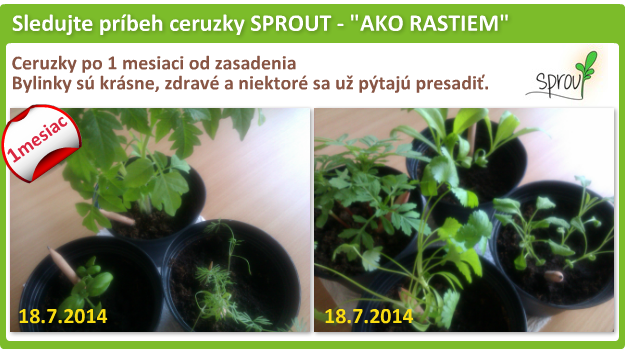 Sledujte príbeh ceruzky SPROUT - "AKO RASTIEM"
Ceruzky po 1 mesiaci od zasadenia
Bylinky sú krásne, zdravé a niektoré sa už pýtajú presadiť.
sprout
1mesiac
18.7.2014
18.7.2014